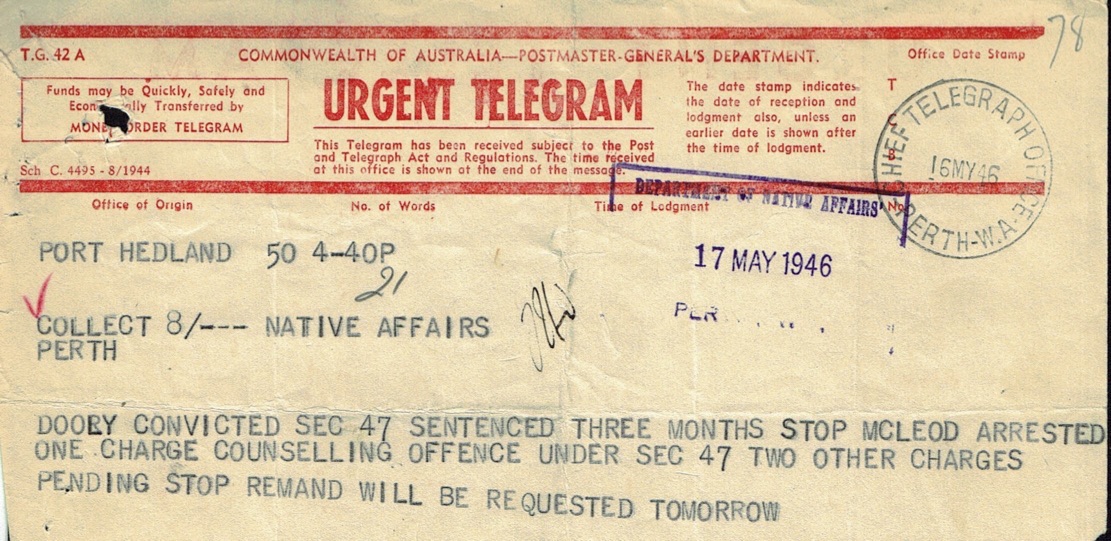 78
T.G. 42 A
COMMONWEALTH OF AUSTRALIA—POSTMASTER-GENERAL'S DEPARTMENT.
Office Date Stamp
Funds may be Quickly, Safely and
Transferred by
ORDER TELEGRAM
Sch C. 4495 - 8/1944
URGENT TELEGRAM
This Telegram has been received subject to the Post
and Telegraph Act and Regulations. The time received
at this office is shown at the end of the message.
The date stamp indicates
the date of reception and
lodgment also, unless an
earlier date is shown after
the time of lodgment.
CHIEF TELEGRAPH OFFICE
16MY46
PERTH-W.A.
Office of Origin No. of Words Time of Lodgment No.
DEPARTMENT OF NATIVE AFFAIRS
17 MAY 1946
PORT HEDLAND 50 4-40P
21
COLLECT 8/--- NATIVE AFFAIRS
PERTH
DOOEY CONVICTED SEC 47 SENTENCED THREE MONTHS STOP MCLEOD ARRESTED
ONE CHARGE COUNSELLING OFFENCE UNDER SEC 47 TWO OTHER CHARGES
PENDING STOP REMAND WILL BE REQUESTED TOMORROW